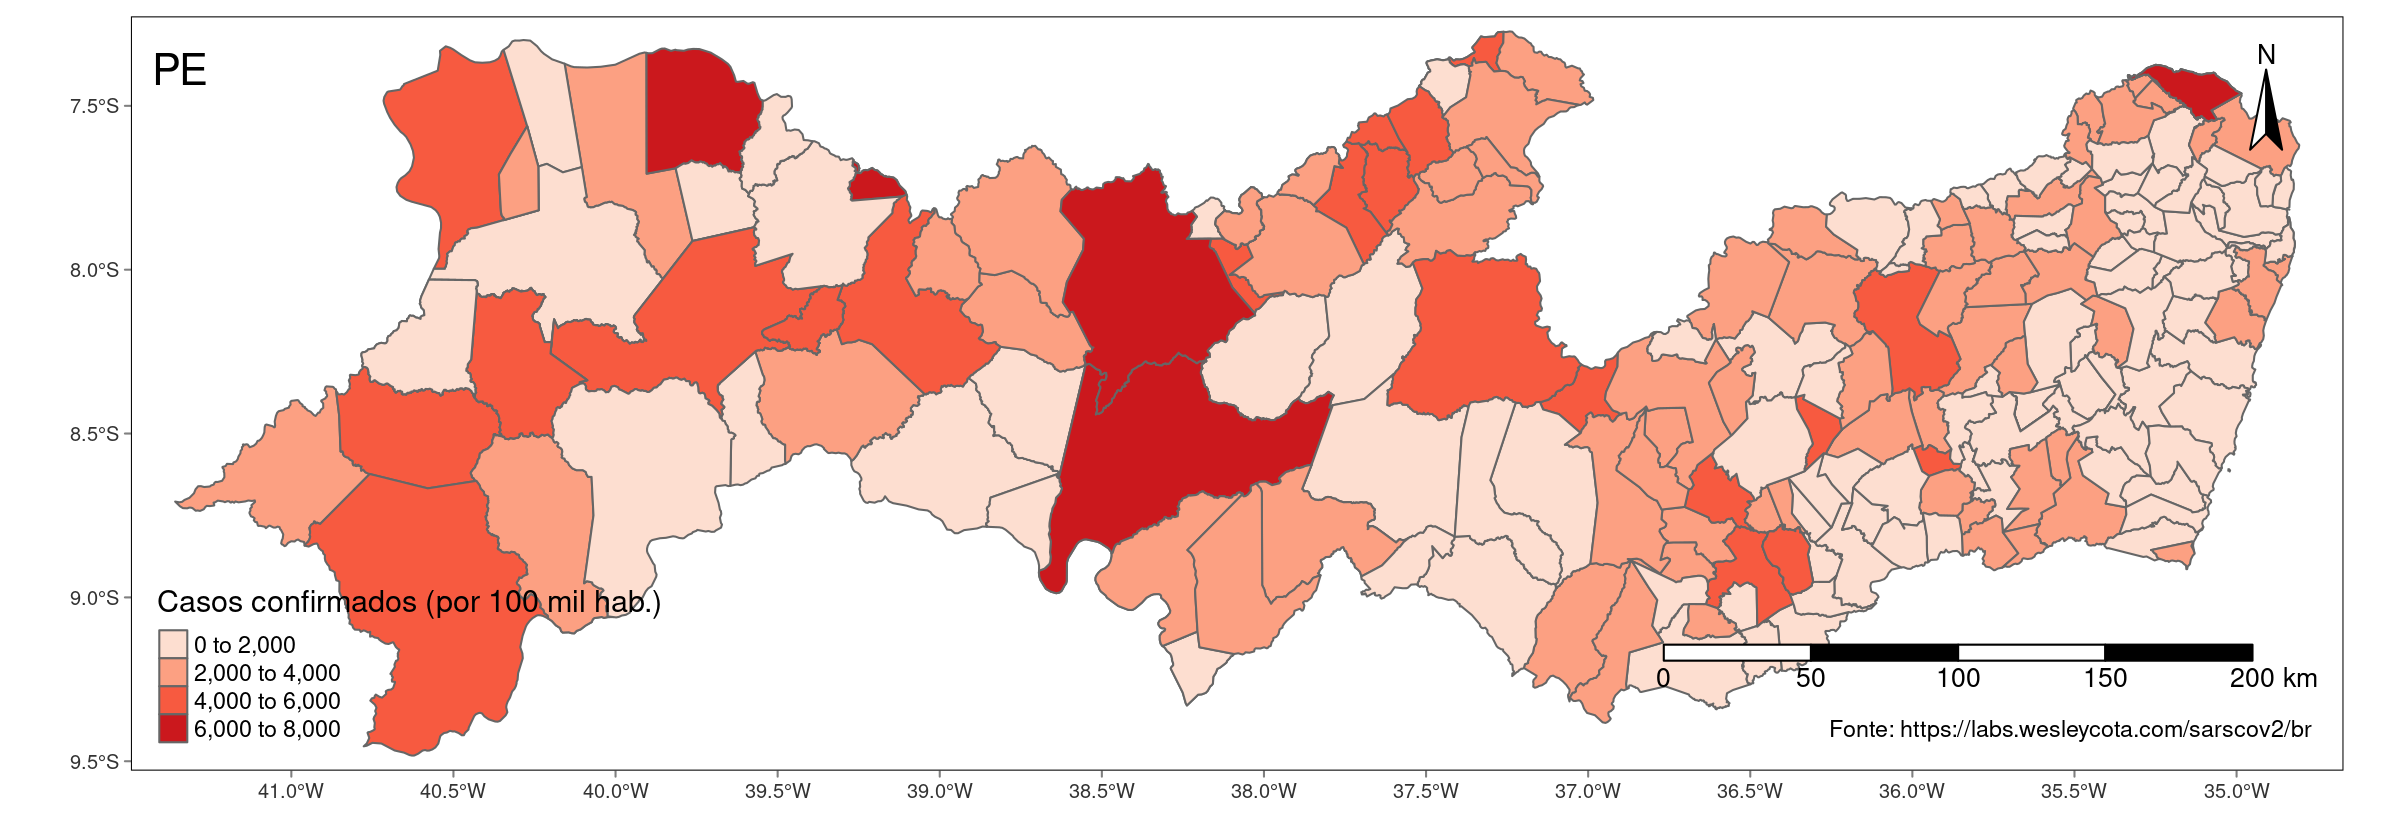 PE
N
7.5°S
8.0°S
8.5°S
9.0°S
9.5°S
Casos confirmados (por 100 mil hab.)
0 to 2,000
2,000 to 4,000
4,000 to 6,000
6,000 to 8,000
0 50 100 150 200 km
Fonte: https://labs.wesleycota.com/sarscov2/br
41.0°W 40.5°W 40.0°W 39.5°W 39.0°W 38.5°W 38.0°W 37.5°W 37.0°W 36.5°W 36.0°W 35.5°W 35.0°W